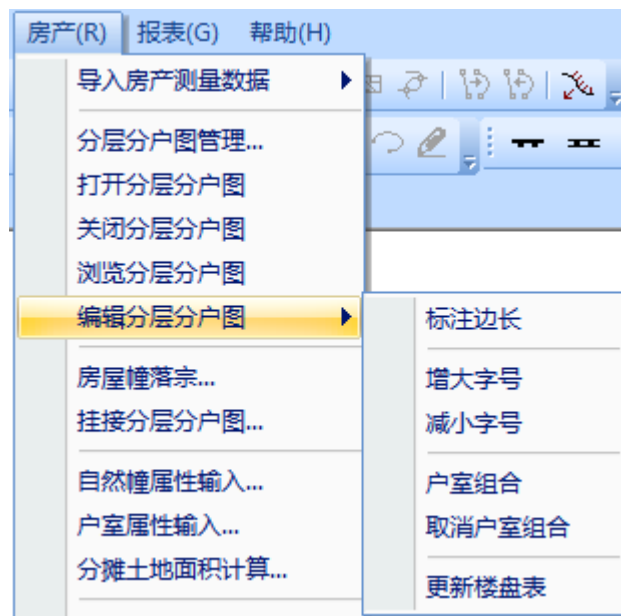 房产(R) 报表(G) 帮助(H)
导入房产测量数据
分层分户图管理...
打开分层分户图
关闭分层分户图
浏览分层分户图
编辑分层分户图
标注边长
增大字号
减小字号
户室组合
取消户室组合
更新楼盘表
房屋幢落宗...
挂接分层分户图...
自然幢属性输入...
户室属性输入...
分摊土地面积计算...